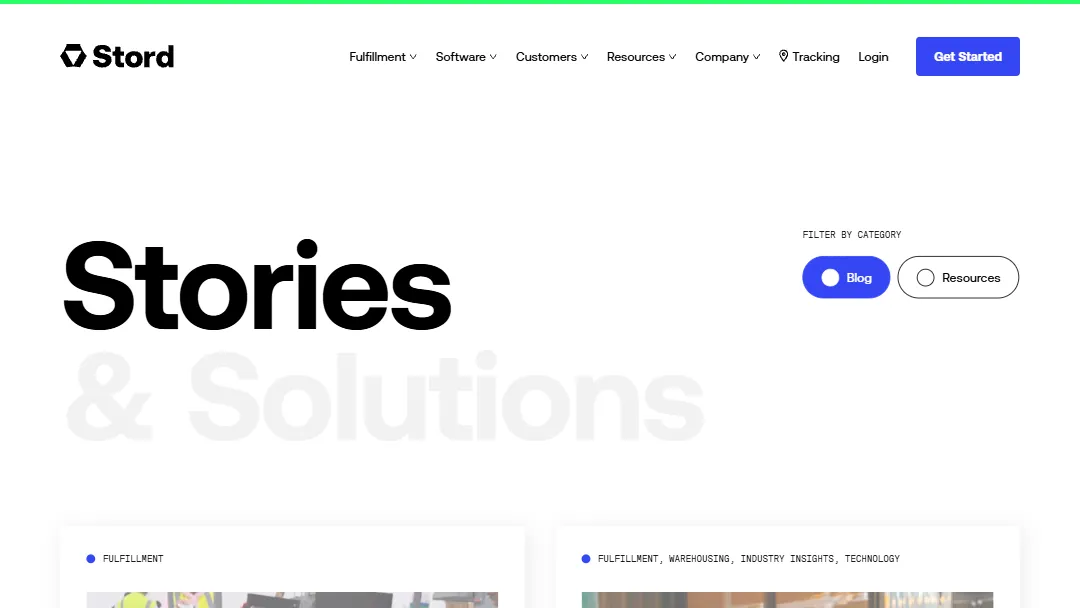 Stord
Fulfillment
Software
Customers
Resources
Company
Tracking
Login
Get Started
Stories
& Solutions
FILTER BY CATEGORY
Blog
Resources
FULFILLMENT
FULFILLMENT, WAREHOUSING, INDUSTRY INSIGHTS, TECHNOLOGY